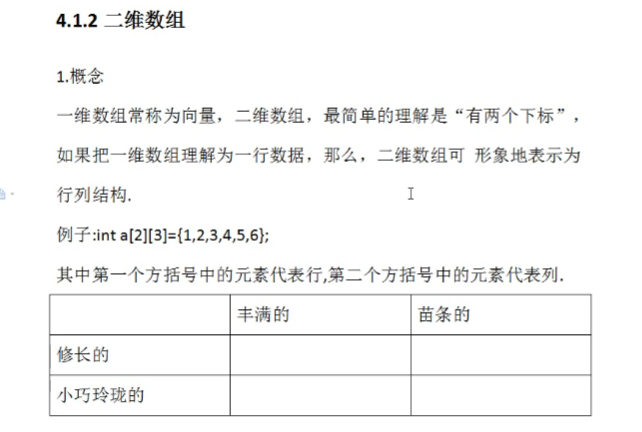 4.1.2 二维数组
1.概念
一维数组常称为向量，二维数组，最简单的理解是“有两个下标”，
如果把一维数组理解为一行数据，那么，二维数组可 形象地表示为
行列结构.
例子:int a[2][3]={1,2,3,4,5,6};
其中第一个方括号中的元素代表行,第二个方括号中的元素代表列.
丰满的 苗条的
修长的
小巧玲珑的